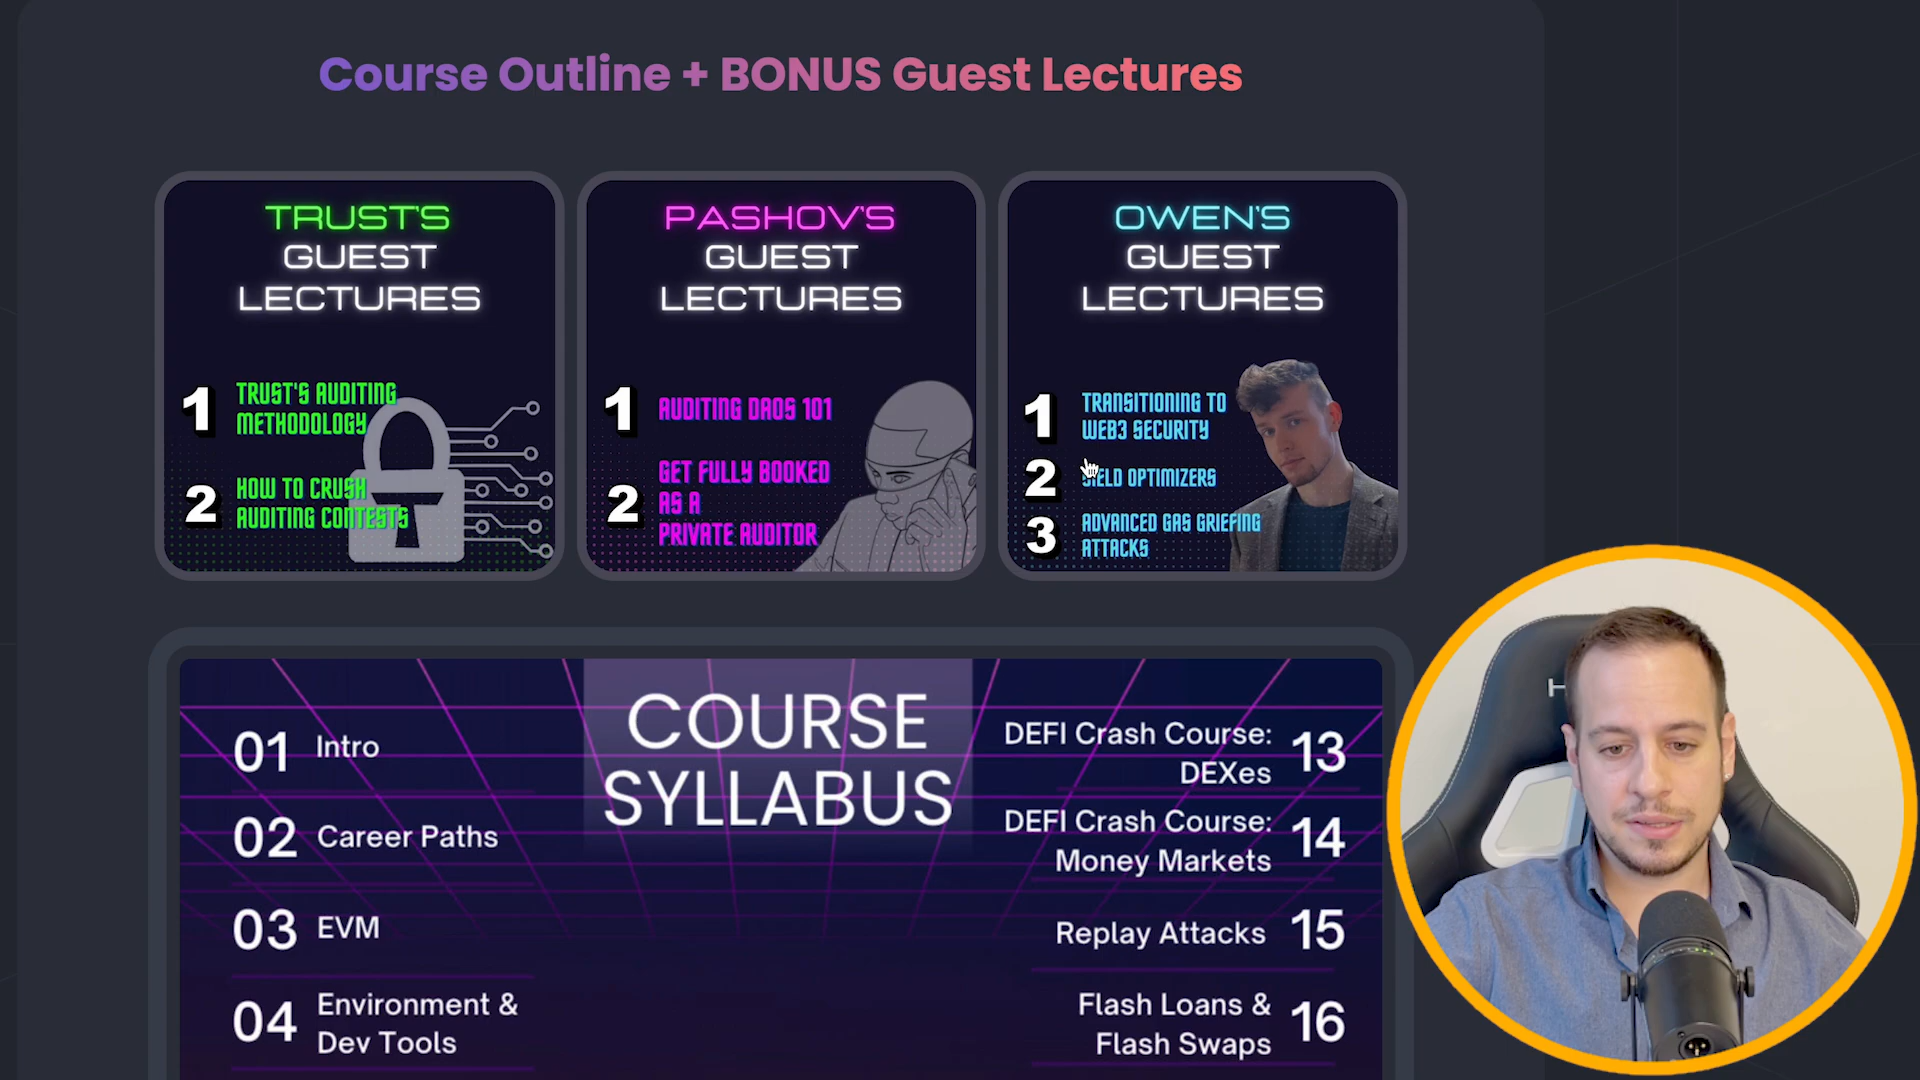 Course Outline + BONUS Guest Lectures
TRUST'S
GUEST
LECTURES
1
TRUST'S AUDITING
METHODOLOGY
2
HOW TO CRUSH
AUDITING CONTESTS
PASHOV'S
GUEST
LECTURES
1
AUDITING DAOS 101
2
GET FULLY BOOKED
AS A
PRIVATE AUDITOR
OWEN'S
GUEST
LECTURES
1
TRANSITIONING TO
WEB3 SECURITY
2
YIELD OPTIMIZERS
3
ADVANCED GAS GRIEFING
ATTACKS
COURSE
SYLLABUS
01 Intro
02 Career Paths
03 EVM
04 Environment &
Dev Tools
DEFI Crash Course:
DEXes 13
DEFI Crash Course:
Money Markets 14
Replay Attacks 15
Flash Loans &
Flash Swaps 16